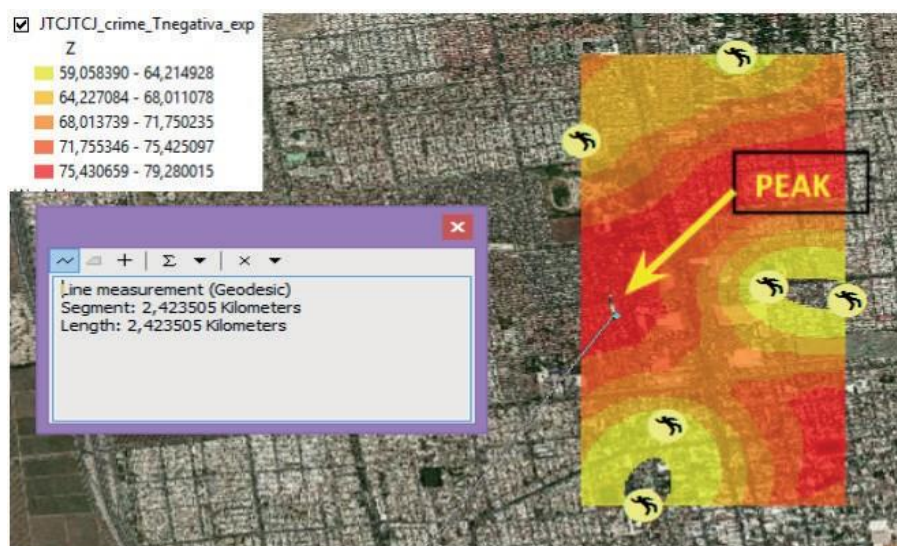 JTCJTCJ_crime_Tnegativa_exp
Z
59,058390 - 64,214928
64,227084 - 68,011078
68,013739 - 71,750235
71,755346 - 75,425097
75,430659 - 79,280015
PEAK
Line measurement (Geodesic)
Segment: 2,423505 Kilometers
Length: 2,423505 Kilometers